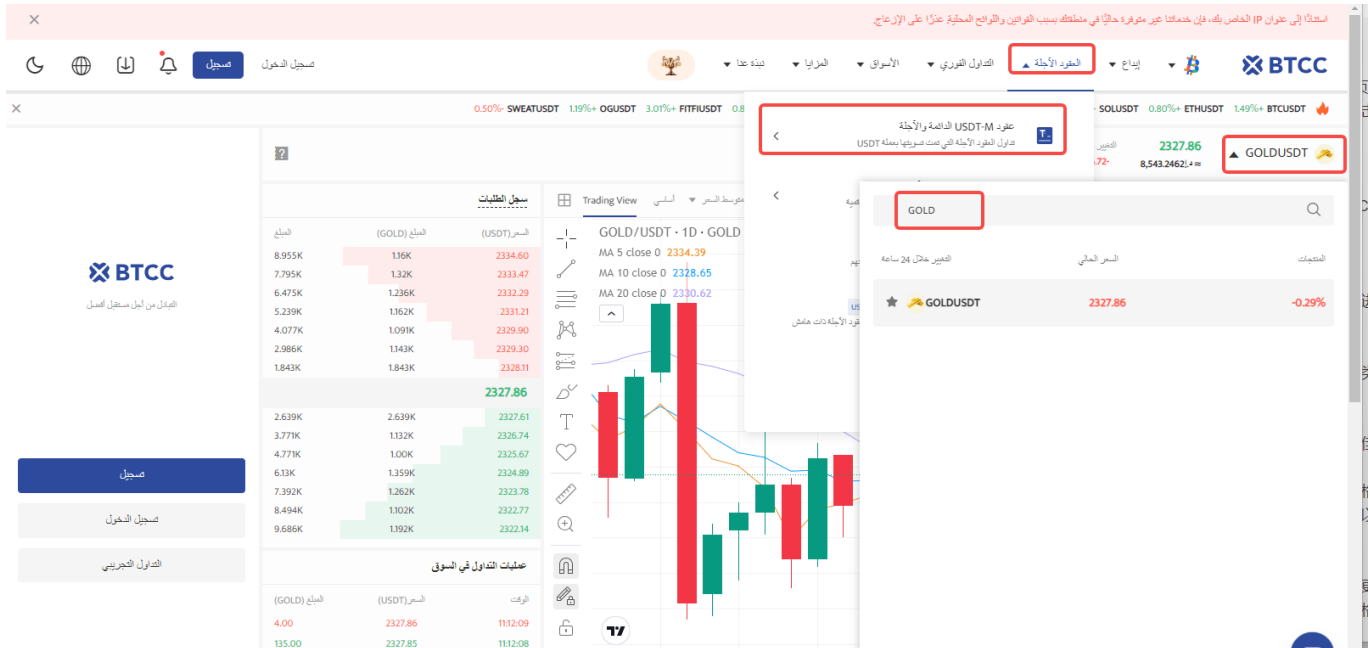 استنادًا إلى عنوان IP الخاص بك، فإن خدماتنا غير متوفرة حاليًا في منطقتك بسبب القوانين واللوائح المحلية. عذرًا على الإزعاج.
BTCC
إيداع
العقود الآجلة
التداول الفوري
الأسواق
المزايا
نبذة عنا
تسجيل الدخول
تسجيل
BTCUSDT +1.49%
ETHUSDT +0.80%
SOLUSDT
FITFIUSDT +3.01%
OGUSDT +1.19%
SWEATUSDT -0.50%
عقود USDT-M الدائمة والآجلة
تداول العقود الآجلة التي تمت تسويتها بعملة USDT
GOLDUSDT
2327.86
≈ د.إ8,543.2462
التغيير
GOLD
المنتجات
السعر الحالي
التغيير خلال 24 ساعة
GOLDUSDT
2327.86
-0.29%
العقود الآجلة ذات هامش
متوسط السعر
أساسي
Trading View
GOLD/USDT · 1D · GOLD
MA 5 close 0 2334.39
MA 10 close 0 2328.65
MA 20 close 0 2330.62
سجل الطلبات
السعر(USDT) المبلغ (GOLD) المبلغ
2334.60 1.16K 8.955K
2333.47 1.32K 7.795K
2332.29 1.236K 6.475K
2331.21 1.162K 5.239K
2329.90 1.091K 4.077K
2329.30 1.143K 2.986K
2328.11 1.843K 1.843K
2327.86
2327.61 2.639K 2.639K
2326.74 1.132K 3.771K
2325.67 1.00K 4.771K
2324.89 1.359K 6.13K
2323.78 1.262K 7.392K
2322.77 1.102K 8.494K
2322.14 1.192K 9.686K
عمليات التداول في السوق
الوقت السعر(USDT) المبلغ (GOLD)
11:12:09 2327.86 4.00
11:12:08 2327.85 135.00
BTCC
التبادل من أجل مستقبل أفضل
تسجيل
تسجيل الدخول
التداول التجريبي